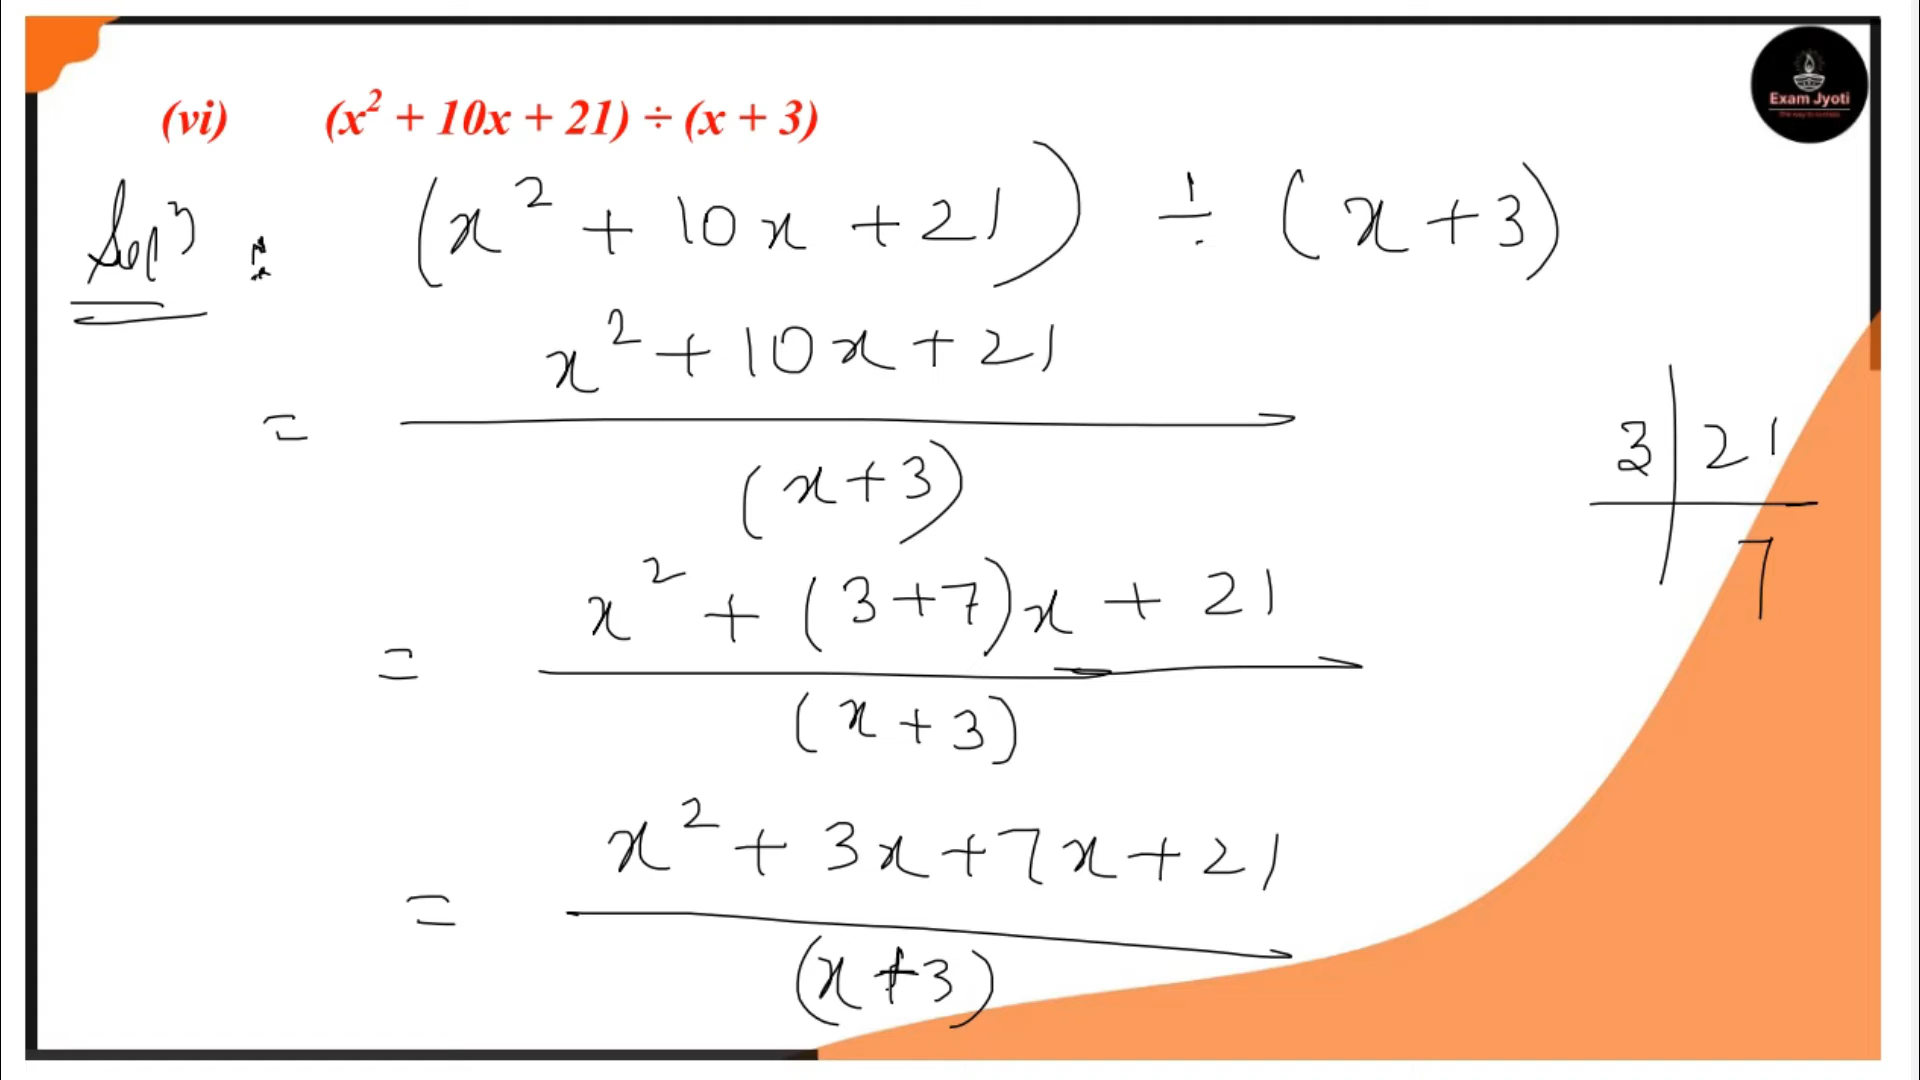 (vi) (x² + 10x + 21) ÷ (x + 3)
Exam Jyoti
Solⁿ : (x² + 10x + 21) ÷ (x + 3)
= x² + 10x + 21 / (x + 3)
3 | 21
7
= x² + (3 + 7)x + 21 / (x + 3)
= x² + 3x + 7x + 21 / (x + 3)